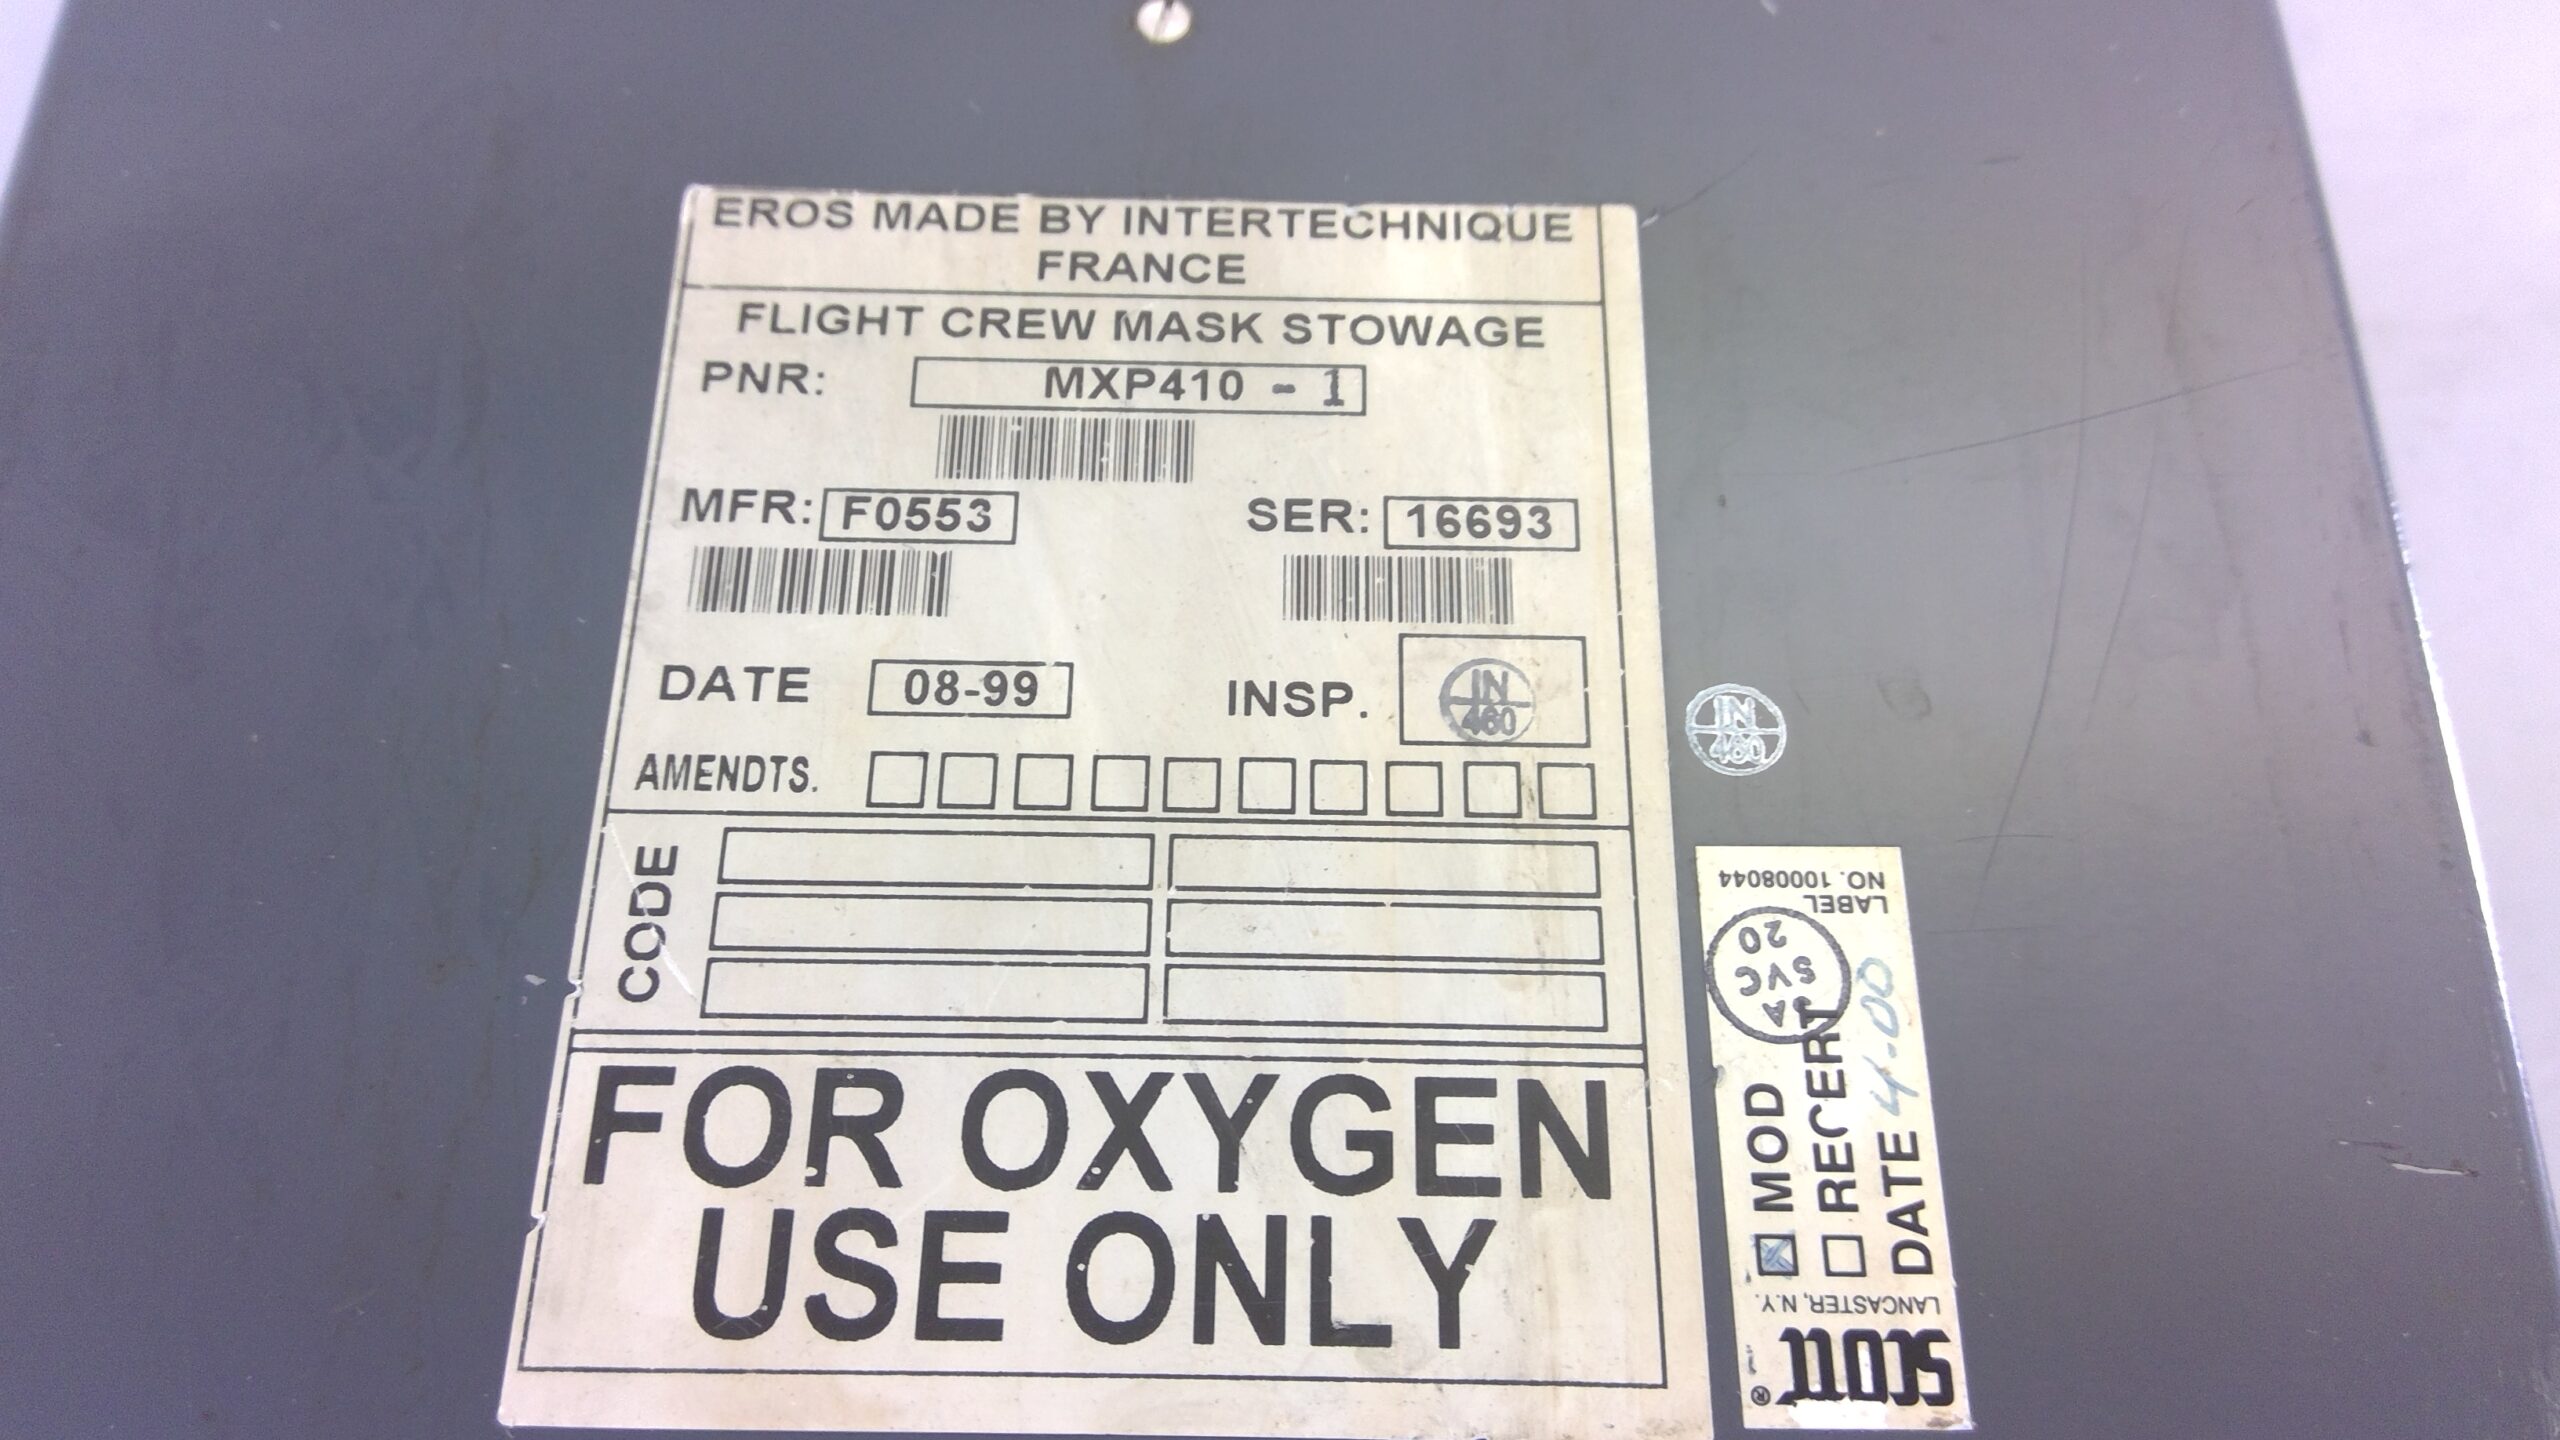 EROS MADE BY INTERTECHNIQUE
FRANCE
FLIGHT CREW MASK STOWAGE
PNR: MXP410 - 1
MFR: F0553 SER: 16693
DATE 08-99 INSP. IN 460
AMENDTS.
CODE
FOR OXYGEN
USE ONLY
IN
460
SCOTT®
LANCASTER, N.Y.
MOD
RECERT
DATE 4-00
JA
SVC
20
LABEL
NO. 10008044